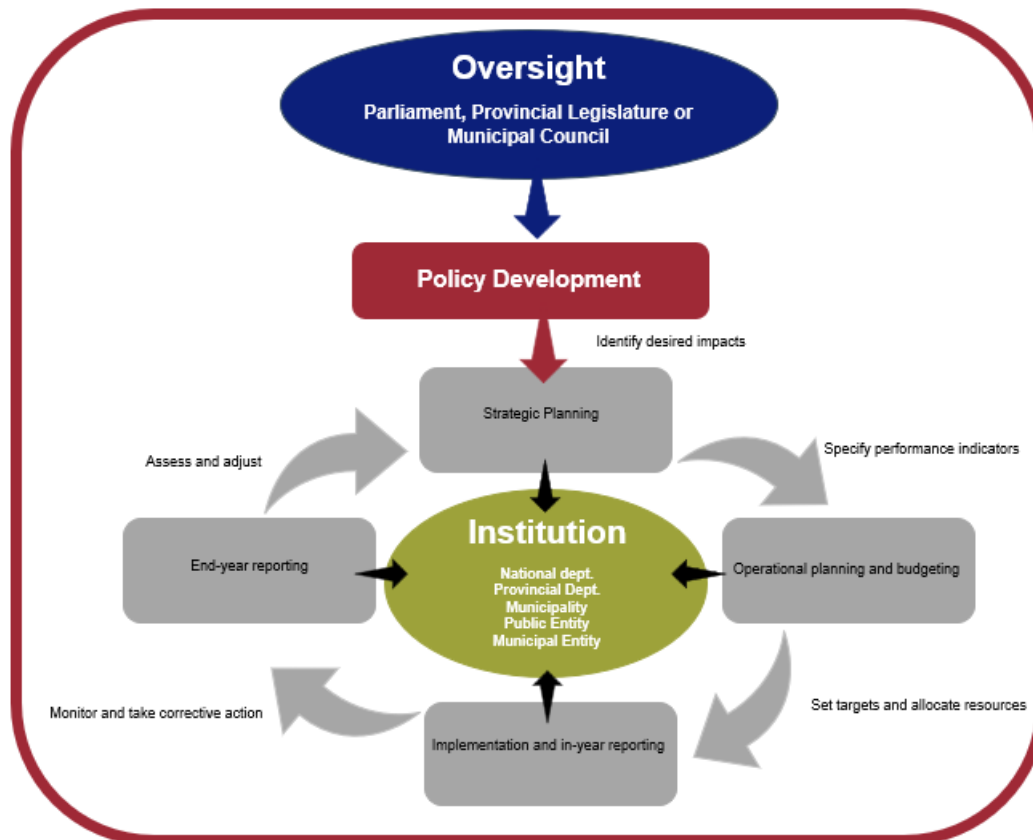 Oversight
Parliament, Provincial Legislature or
Municipal Council
Policy Development
Identify desired impacts
Strategic Planning
Assess and adjust
Specify performance indicators
Institution
National dept.
Provincial Dept.
Municipality
Public Entity
Municipal Entity
End-year reporting
Operational planning and budgeting
Monitor and take corrective action
Set targets and allocate resources
Implementation and in-year reporting